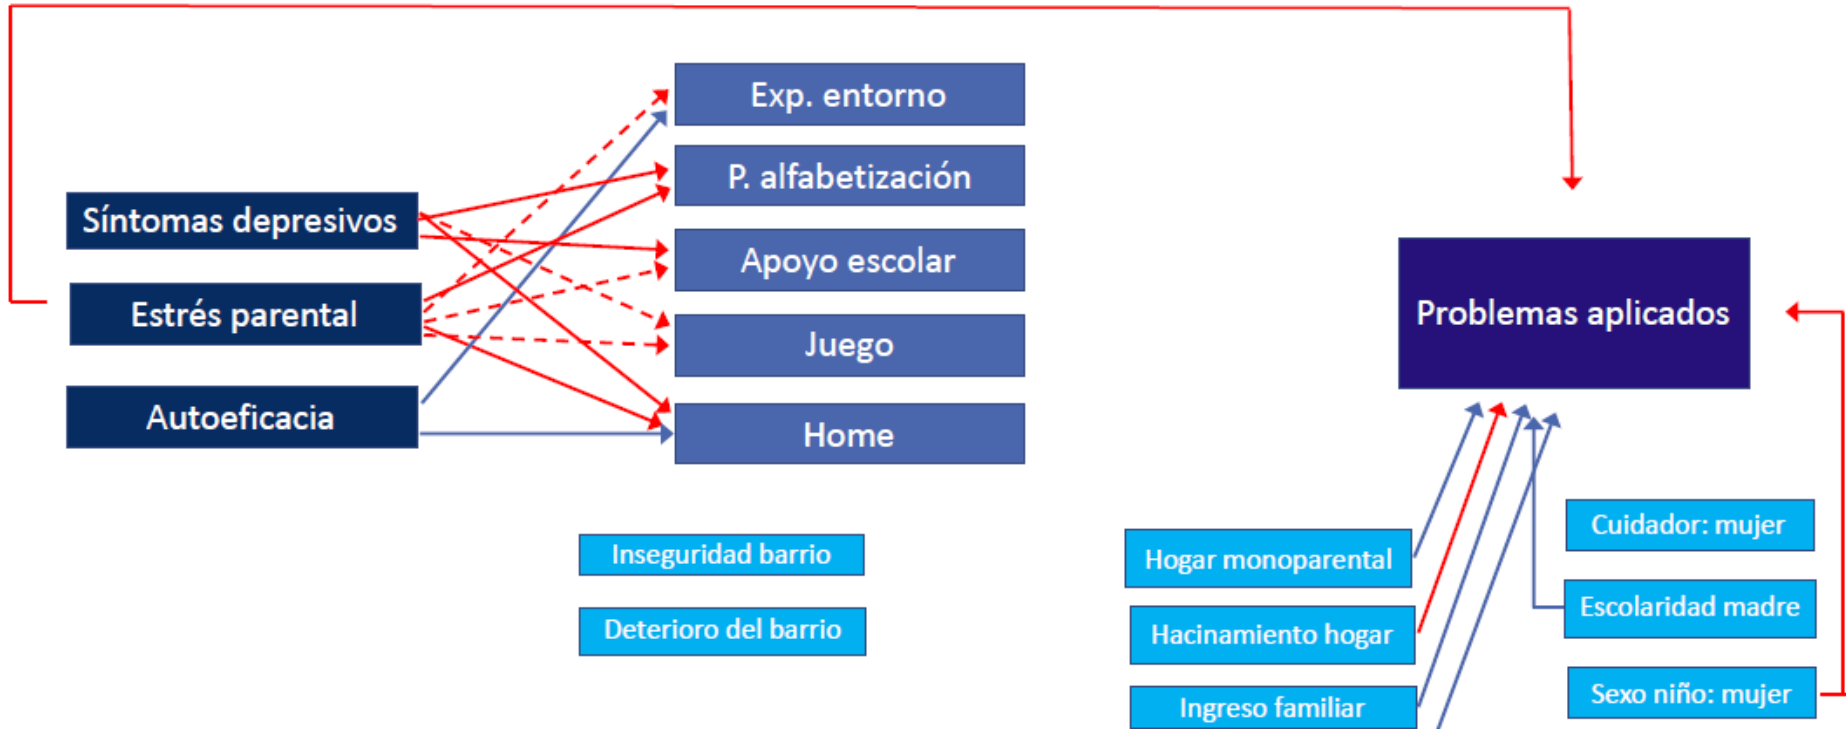 Exp. entorno
P. alfabetización
Síntomas depresivos
Apoyo escolar
Estrés parental
Problemas aplicados
Juego
Autoeficacia
Home
Inseguridad barrio
Deterioro del barrio
Hogar monoparental
Hacinamiento hogar
Ingreso familiar
Cuidador: mujer
Escolaridad madre
Sexo niño: mujer